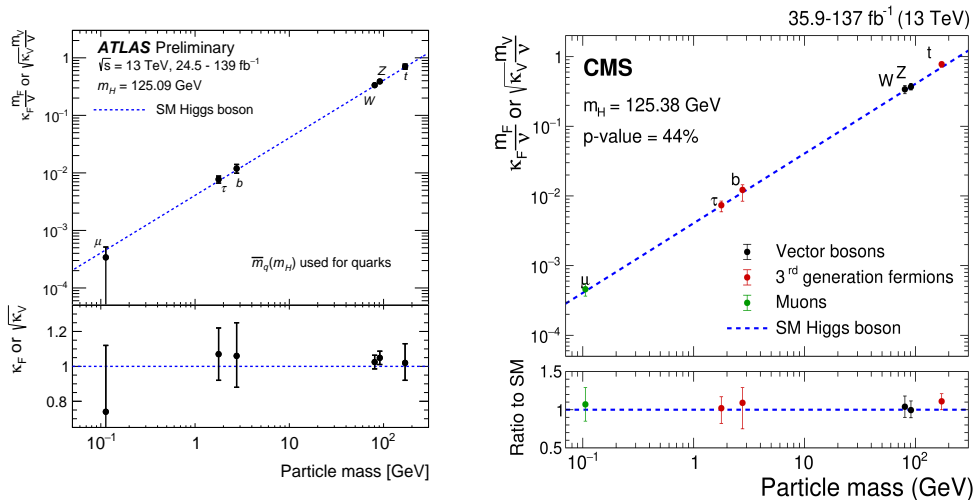 ATLAS Preliminary
√s = 13 TeV, 24.5 - 139 fb⁻¹
m_H = 125.09 GeV
SM Higgs boson
κ_F m_F/ν or √κ_V m_V/ν
1
10⁻¹
10⁻²
10⁻³
10⁻⁴
μ
τ
b
W
Z
t
m̅_q(m_H) used for quarks
κ_F or √κ_V
1.2
1
0.8
10⁻¹
1
10
10²
Particle mass [GeV]
35.9-137 fb⁻¹ (13 TeV)
CMS
m_H = 125.38 GeV
p-value = 44%
κ_F m_F/ν or √κ_V m_V/ν
1
10⁻¹
10⁻²
10⁻³
10⁻⁴
μ
τ
b
W
Z
t
Vector bosons
3ʳᵈ generation fermions
Muons
SM Higgs boson
Ratio to SM
1.5
1
0.5
10⁻¹
1
10
10²
Particle mass (GeV)